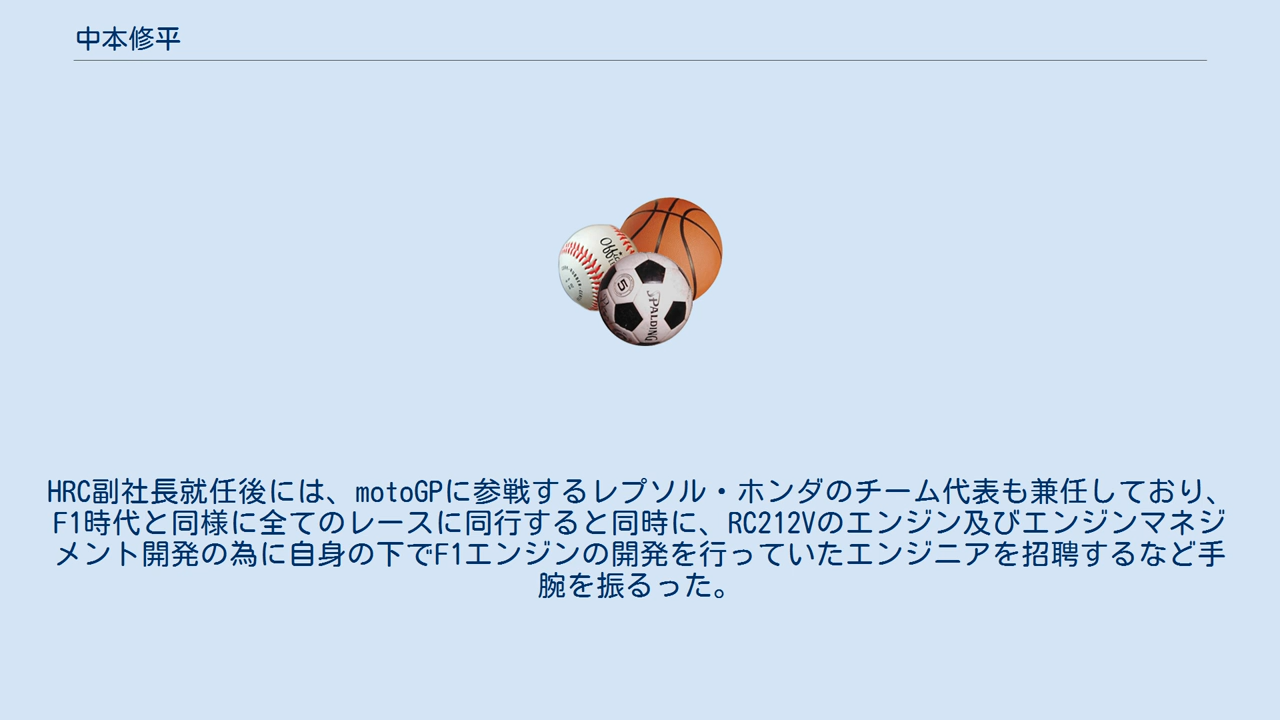 中本修平
Offici
5
SPALDING
HRC副社長就任後には、motoGPに参戦するレプソル・ホンダのチーム代表も兼任しており、
F1時代と同様に全てのレースに同行すると同時に、RC212Vのエンジン及びエンジンマネジ
メント開発の為に自身の下でF1エンジンの開発を行っていたエンジニアを招聘するなど手
腕を振るった。